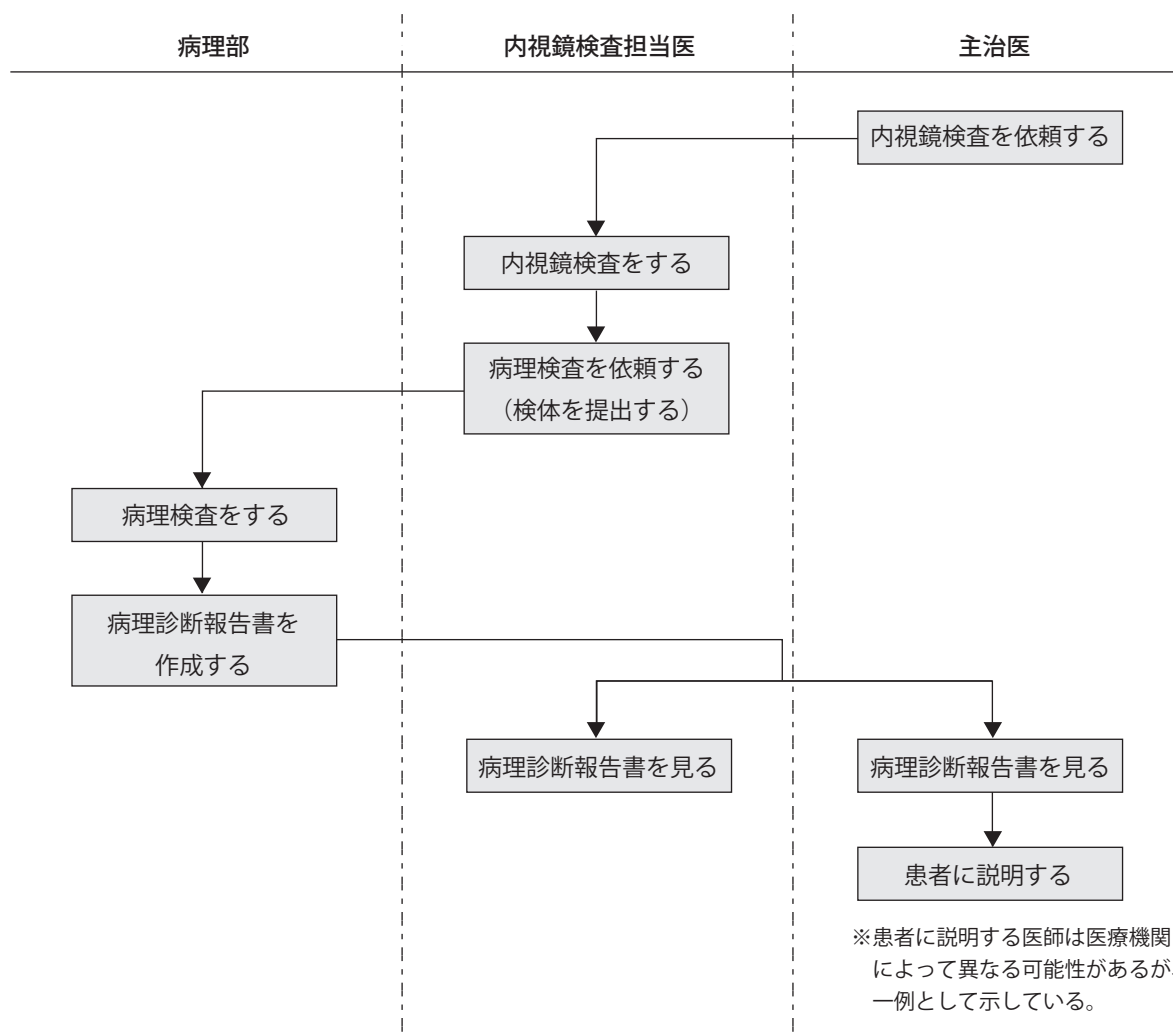 病理部
内視鏡検査担当医
主治医
内視鏡検査を依頼する
内視鏡検査をする
病理検査を依頼する
（検体を提出する）
病理検査をする
病理診断報告書を
作成する
病理診断報告書を見る
病理診断報告書を見る
患者に説明する
※患者に説明する医師は医療機関
によって異なる可能性があるが、
一例として示している。